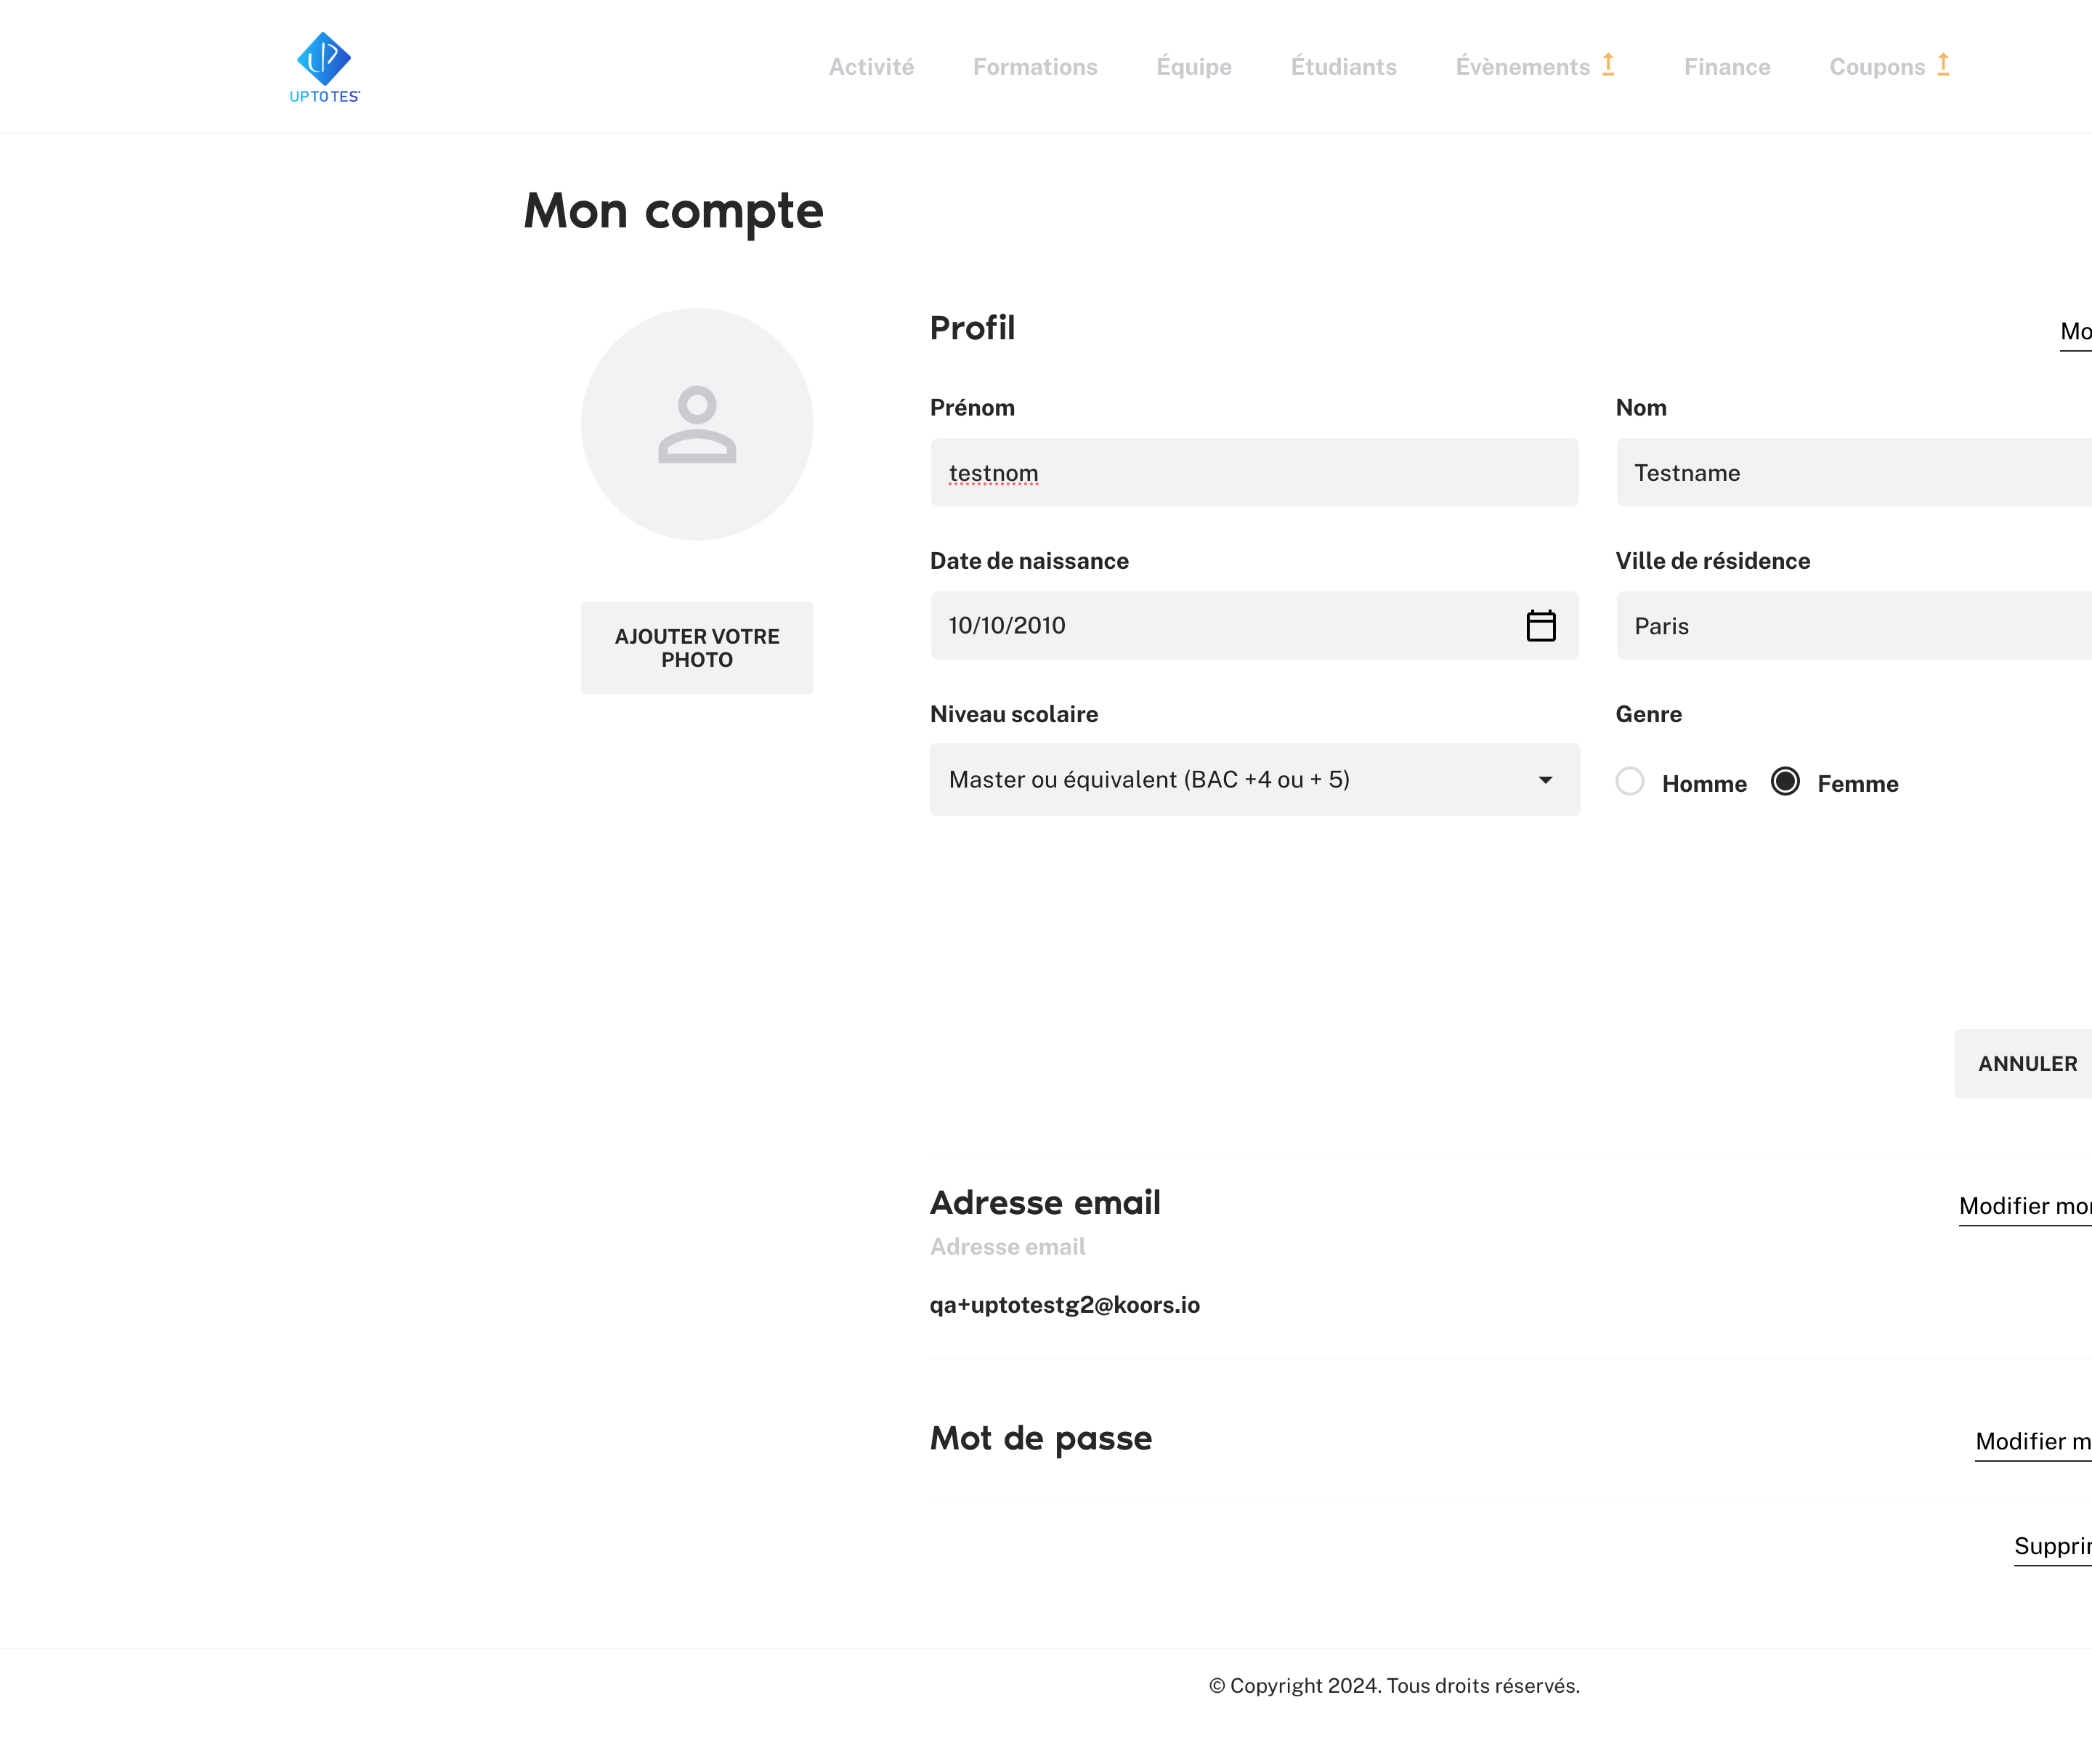 UPTOTES
Activité Formations Équipe Étudiants Évènements Finance Coupons
Mon compte
Profil
Prénom Nom
testnom Testname
Date de naissance Ville de résidence
10/10/2010 Paris
AJOUTER VOTRE
PHOTO
Niveau scolaire Genre
Master ou équivalent (BAC +4 ou + 5) Homme Femme
ANNULER
Adresse email Modifier
Adresse email
qa+uptotestg2@koors.io
Mot de passe Modifier
© Copyright 2024. Tous droits réservés.